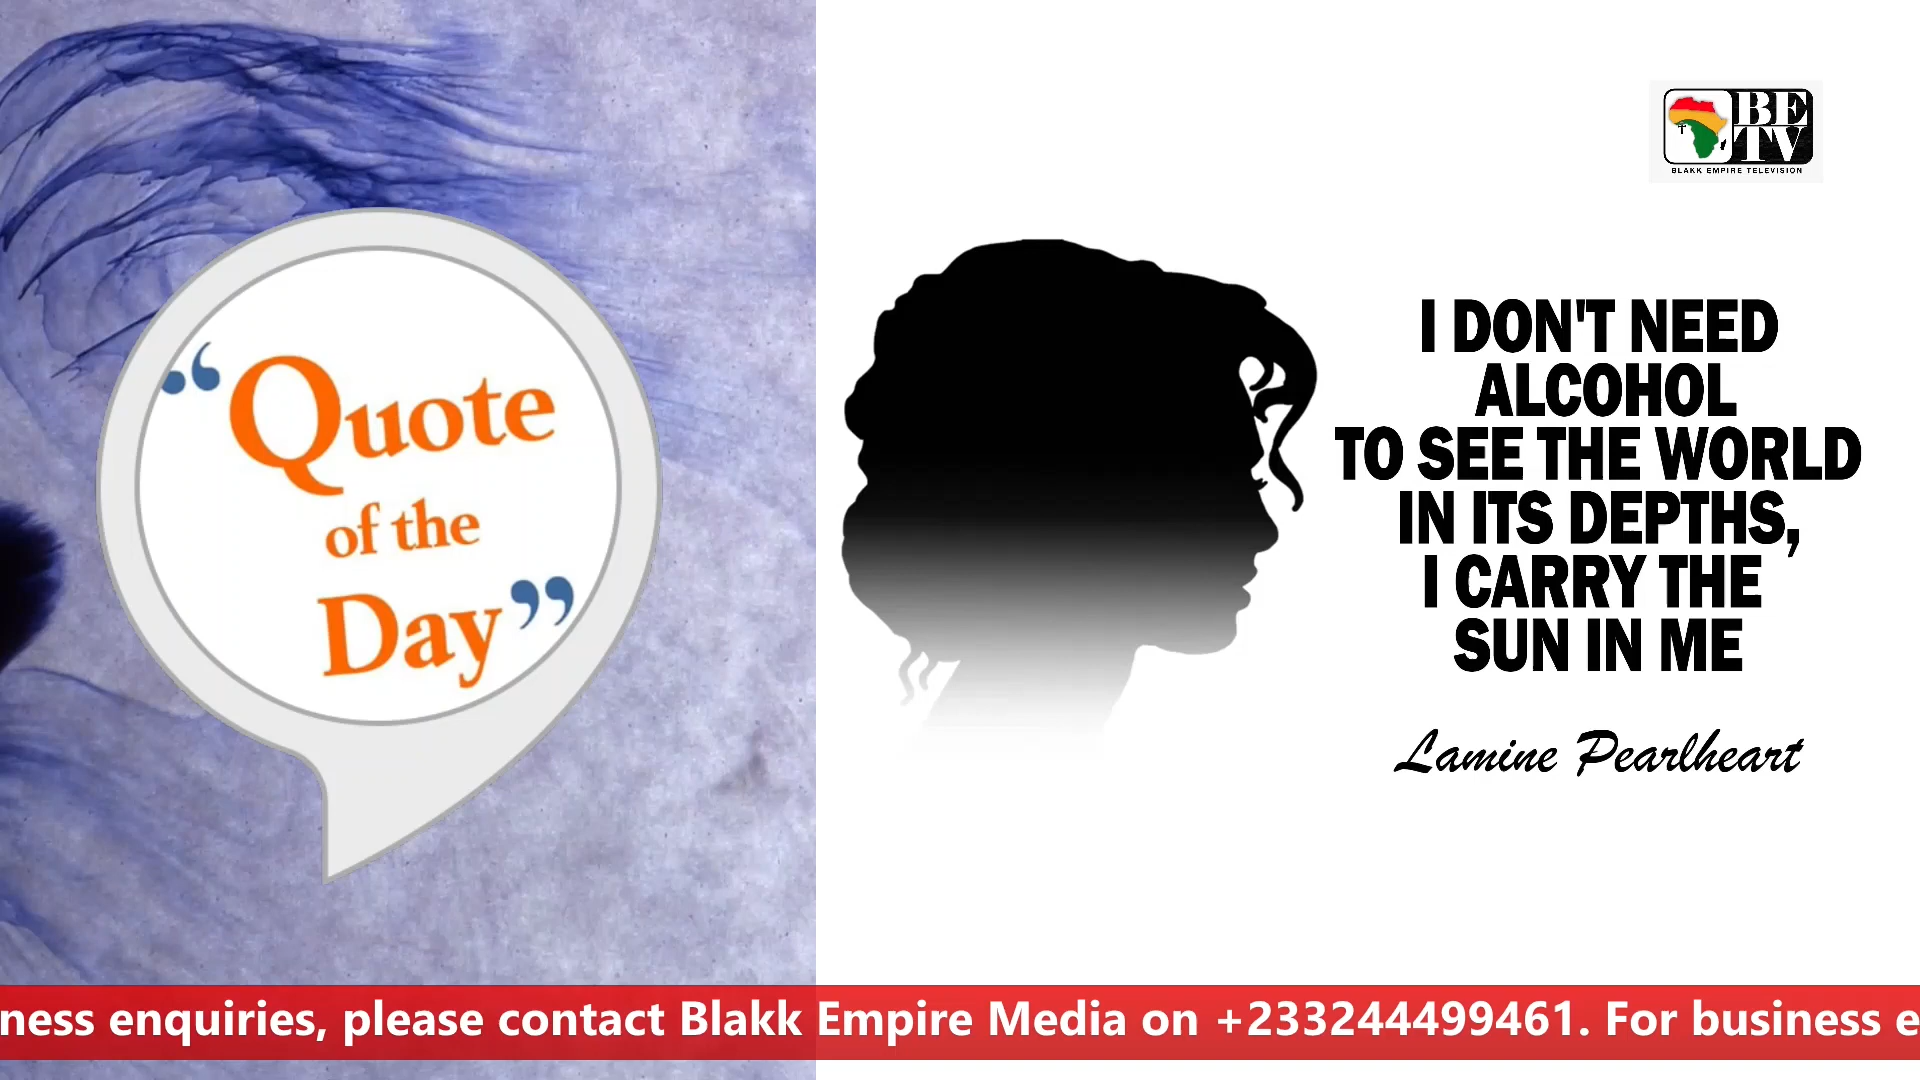 “Quote
of the
Day”
BE
TV
BLAKK EMPIRE TELEVISION
I DON'T NEED
ALCOHOL
TO SEE THE WORLD
IN ITS DEPTHS,
I CARRY THE
SUN IN ME
Lamine Pearlheart
ness enquiries, please contact Blakk Empire Media on +233244499461. For business e